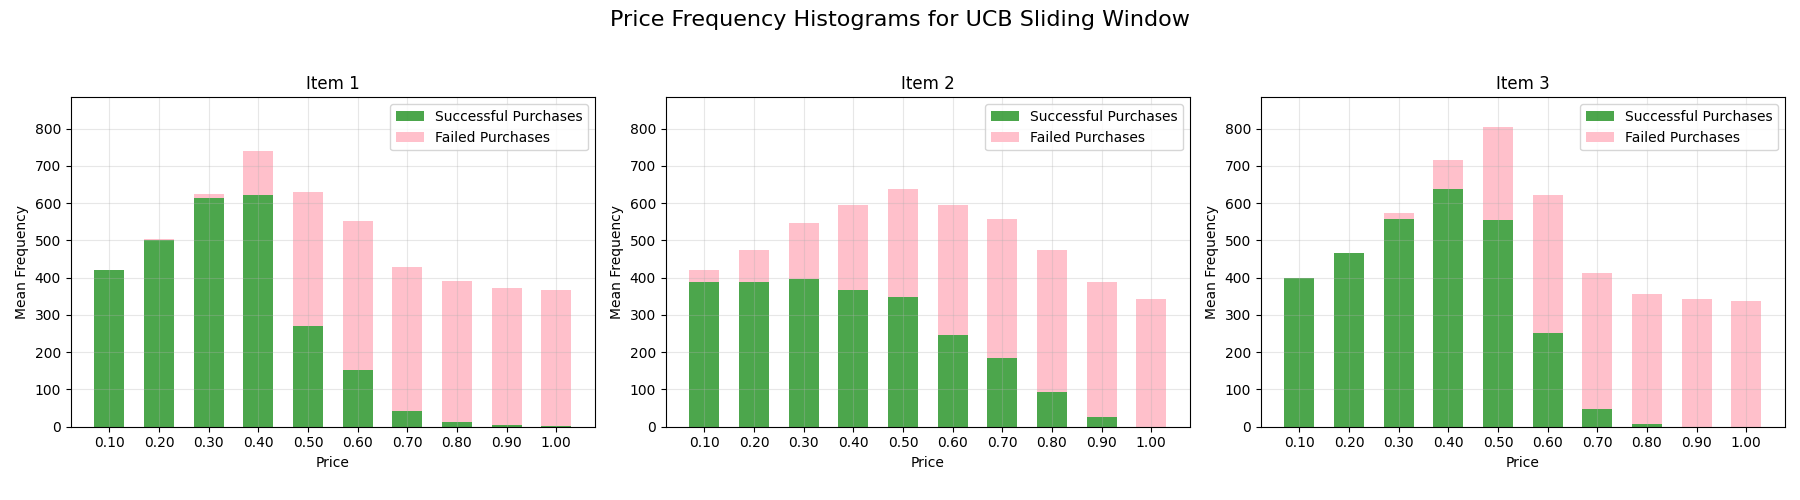 Price Frequency Histograms for UCB Sliding Window
Item 1
Successful Purchases
Failed Purchases
Mean Frequency
800
700
600
500
400
300
200
100
0
0.10 0.20 0.30 0.40 0.50 0.60 0.70 0.80 0.90 1.00
Price
Item 2
Successful Purchases
Failed Purchases
Mean Frequency
800
700
600
500
400
300
200
100
0
0.10 0.20 0.30 0.40 0.50 0.60 0.70 0.80 0.90 1.00
Price
Item 3
Successful Purchases
Failed Purchases
Mean Frequency
800
700
600
500
400
300
200
100
0
0.10 0.20 0.30 0.40 0.50 0.60 0.70 0.80 0.90 1.00
Price